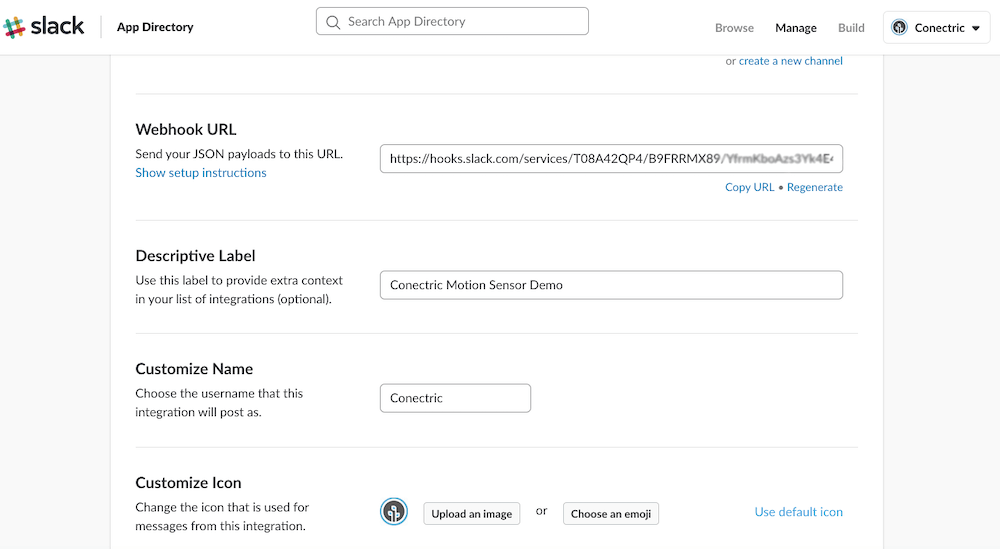 slack
App Directory
Search App Directory
Browse
Manage
Build
Conectric
or create a new channel
Webhook URL
Send your JSON payloads to this URL.
Show setup instructions
https://hooks.slack.com/services/T08A42QP4/B9FRRMX89/
Copy URL • Regenerate
Descriptive Label
Use this label to provide extra context
in your list of integrations (optional).
Conectric Motion Sensor Demo
Customize Name
Choose the username that this
integration will post as.
Conectric
Customize Icon
Change the icon that is used for
messages from this integration.
Upload an image
or
Choose an emoji
Use default icon